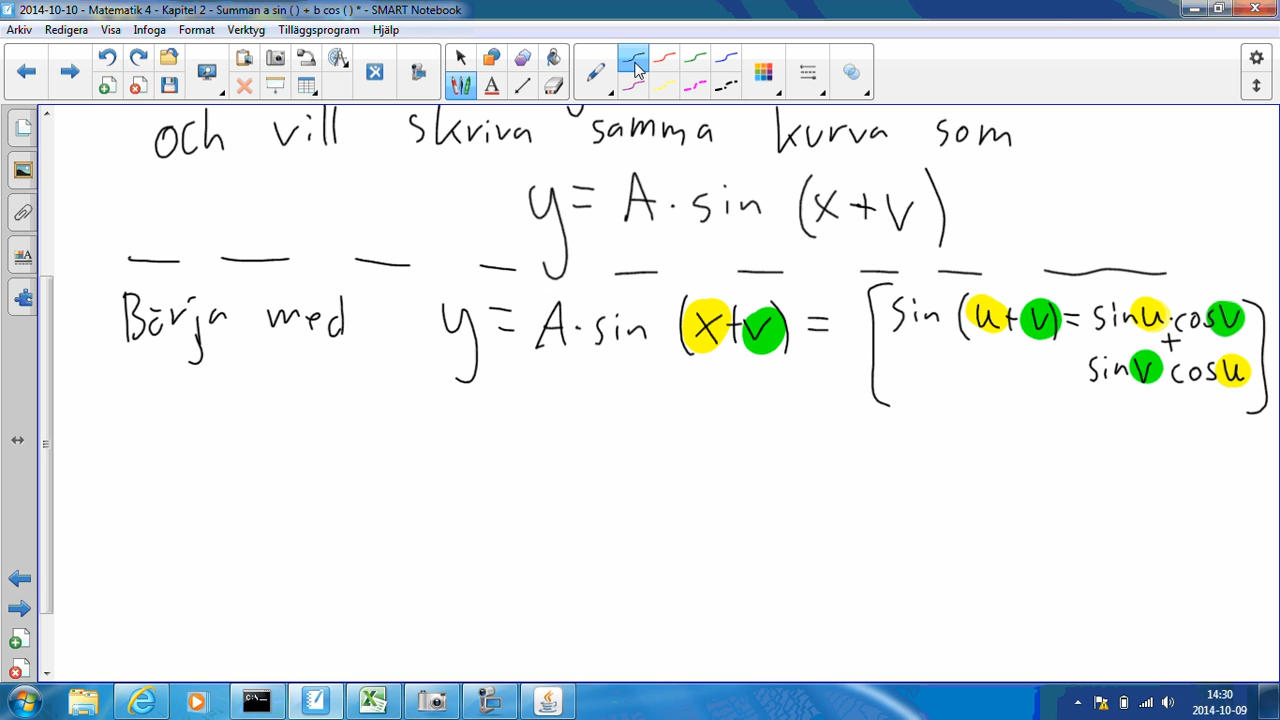 2014-10-10 - Matematik 4 - Kapitel 2 - Summan a sin ( ) + b cos ( ) * - SMART Notebook
Arkiv Redigera Visa Infoga Format Verktyg Tilläggsprogram Hjälp
och vill skriva samma kurva som
y = A · sin (x+v)
Börja med y = A · sin (x+v) = [sin (u+v) = sin u · cos v
+
sin v cos u]
14:30
2014-10-09